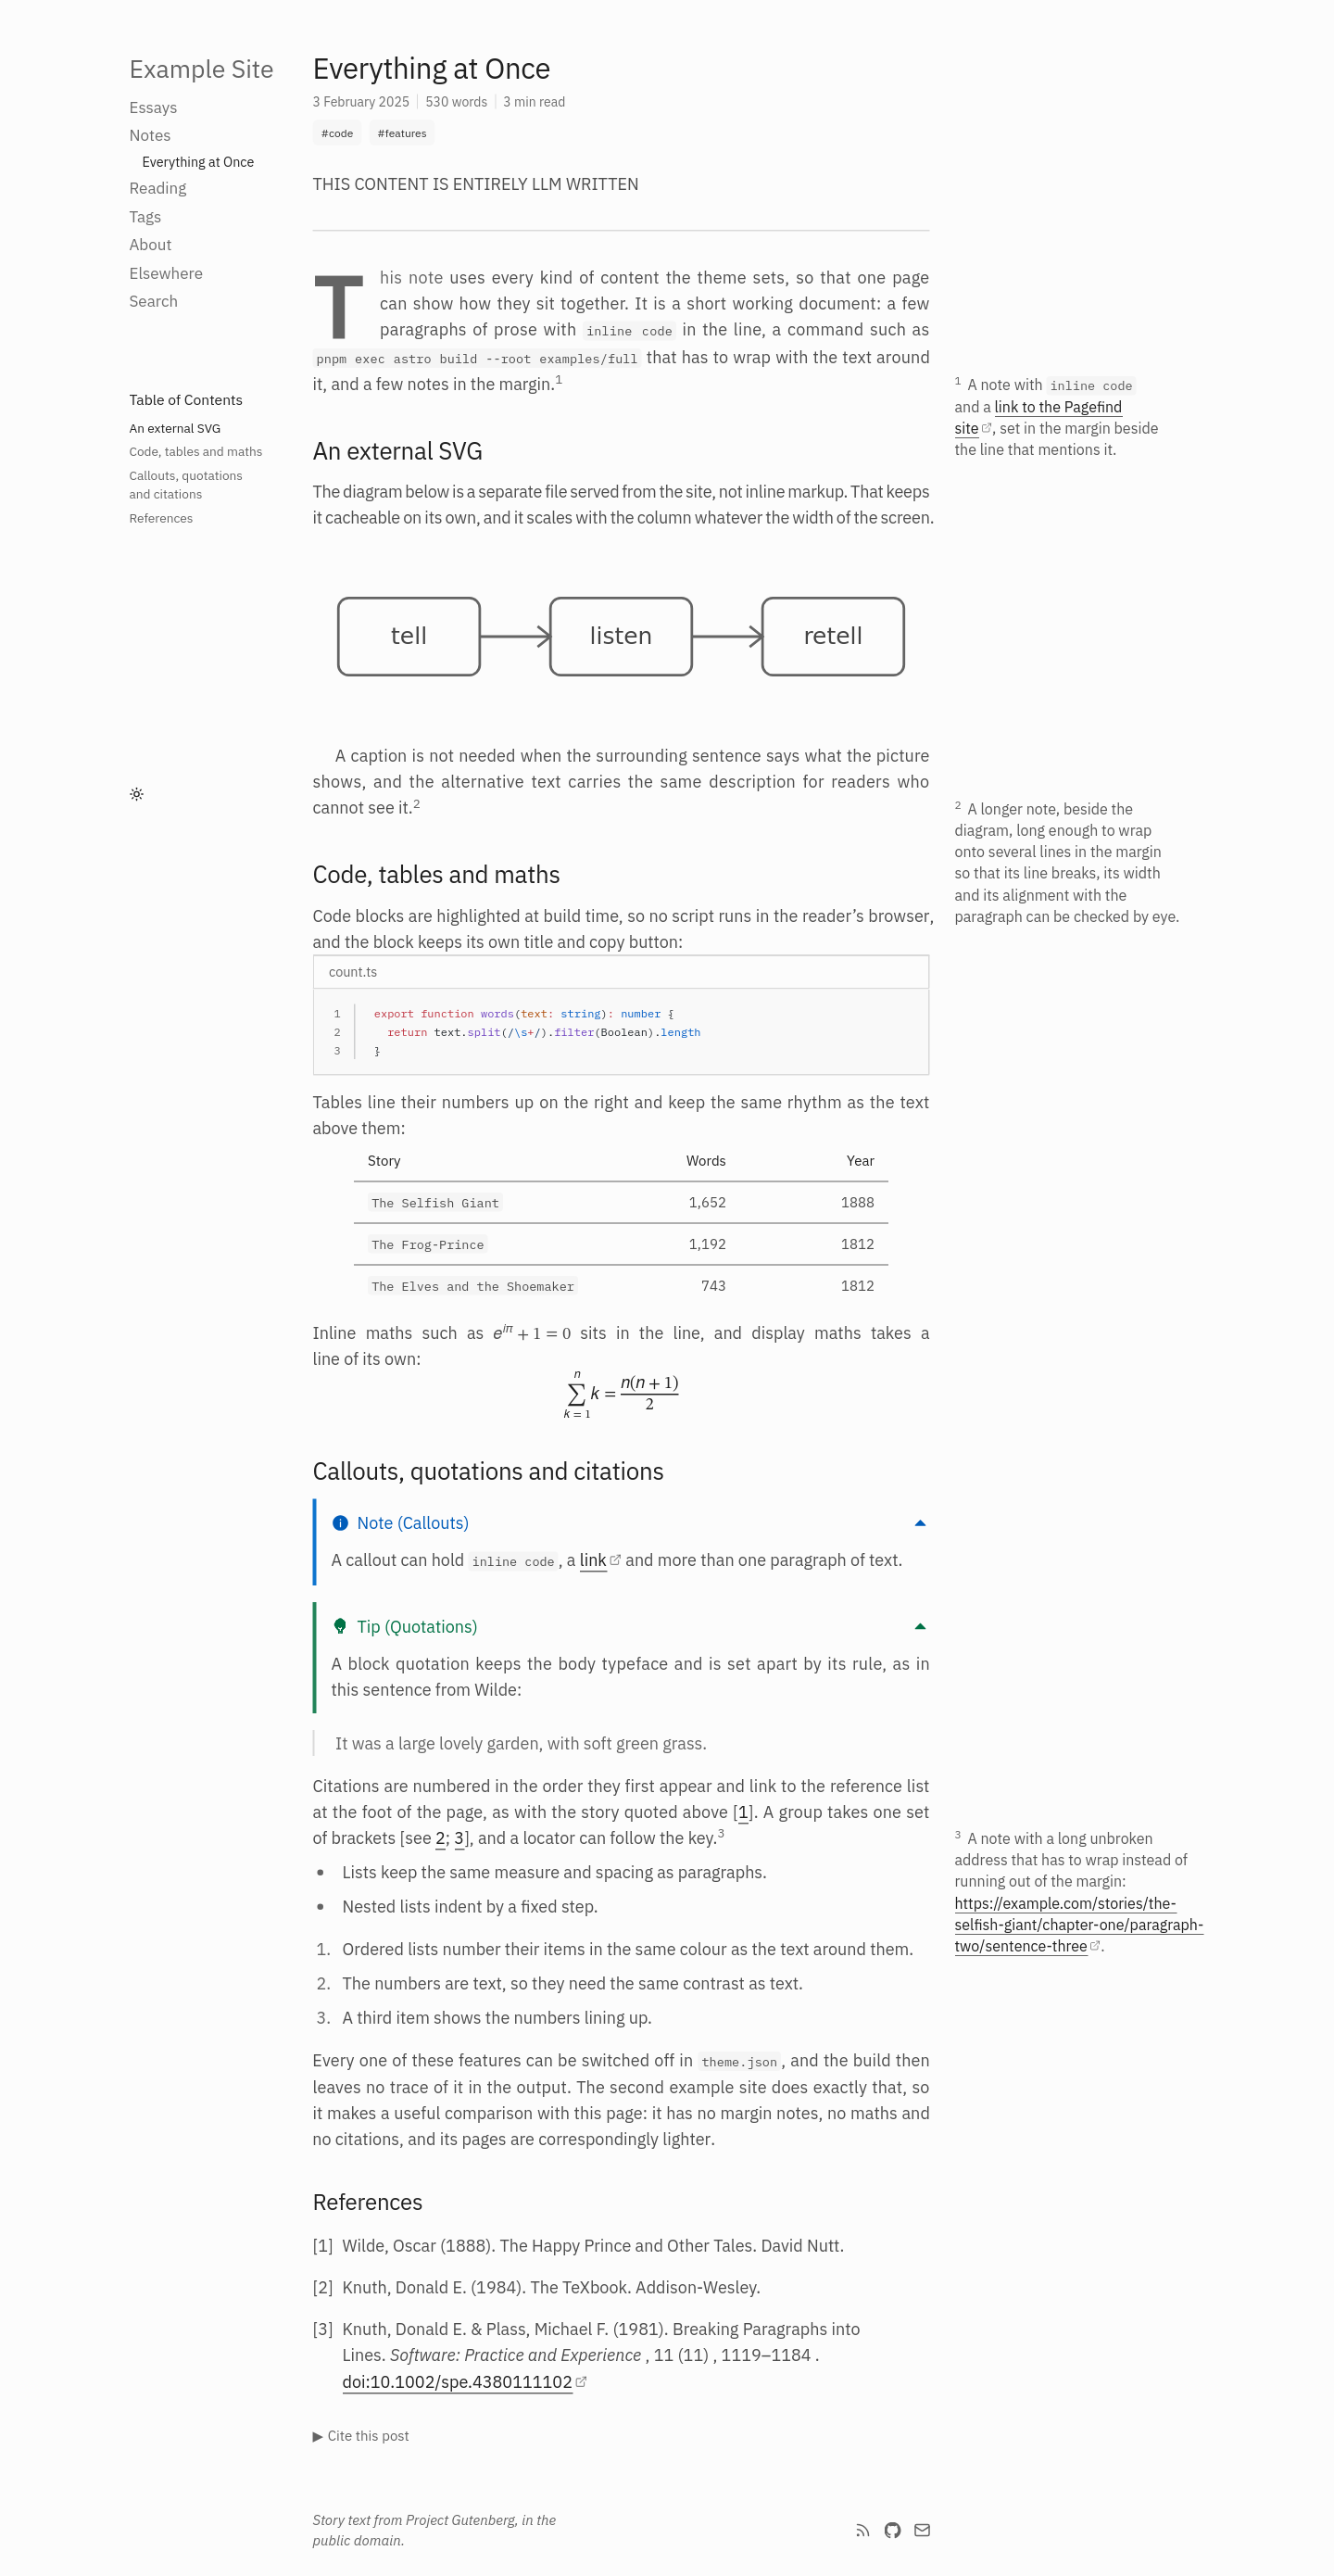 Example Site
Essays
Notes
Everything at Once
Reading
Tags
About
Elsewhere
Search
Table of Contents
An external SVG
Code, tables and maths
Callouts, quotations
and citations
References
Everything at Once
3 February 2025 | 530 words | 3 min read
#code #features
THIS CONTENT IS ENTIRELY LLM WRITTEN
This note uses every kind of content the theme sets, so that one page
can show how they sit together. It is a short working document: a few
paragraphs of prose with inline code in the line, a command such as
pnpm exec astro build --root examples/full that has to wrap with the text around
it, and a few notes in the margin.1
1 A note with inline code
and a link to the Pagefind
site, set in the margin beside
the line that mentions it.
An external SVG
The diagram below is a separate file served from the site, not inline markup. That keeps
it cacheable on its own, and it scales with the column whatever the width of the screen.
tell listen retell
A caption is not needed when the surrounding sentence says what the picture
shows, and the alternative text carries the same description for readers who
cannot see it.2
2 A longer note, beside the
diagram, long enough to wrap
onto several lines in the margin
so that its line breaks, its width
and its alignment with the
paragraph can be checked by eye.
Code, tables and maths
Code blocks are highlighted at build time, so no script runs in the reader’s browser,
and the block keeps its own title and copy button:
count.ts
1 export function words(text: string): number {
2 return text.split(/\s+/).filter(Boolean).length
3 }
Tables line their numbers up on the right and keep the same rhythm as the text
above them:
Story Words Year
The Selfish Giant 1,652 1888
The Frog-Prince 1,192 1812
The Elves and the Shoemaker 743 1812
Inline maths such as e^{iπ} + 1 = 0 sits in the line, and display maths takes a
line of its own:
∑_{k = 1}^{n} k = n(n + 1) / 2
Callouts, quotations and citations
Note (Callouts)
A callout can hold inline code, a link and more than one paragraph of text.
Tip (Quotations)
A block quotation keeps the body typeface and is set apart by its rule, as in
this sentence from Wilde:
It was a large lovely garden, with soft green grass.
Citations are numbered in the order they first appear and link to the reference list
at the foot of the page, as with the story quoted above [1]. A group takes one set
of brackets [see 2; 3], and a locator can follow the key.3
3 A note with a long unbroken
address that has to wrap instead of
running out of the margin:
https://example.com/stories/the-
selfish-giant/chapter-one/paragraph-
two/sentence-three.
• Lists keep the same measure and spacing as paragraphs.
• Nested lists indent by a fixed step.
1. Ordered lists number their items in the same colour as the text around them.
2. The numbers are text, so they need the same contrast as text.
3. A third item shows the numbers lining up.
Every one of these features can be switched off in theme.json, and the build then
leaves no trace of it in the output. The second example site does exactly that, so
it makes a useful comparison with this page: it has no margin notes, no maths and
no citations, and its pages are correspondingly lighter.
References
[1] Wilde, Oscar (1888). The Happy Prince and Other Tales. David Nutt.
[2] Knuth, Donald E. (1984). The TeXbook. Addison-Wesley.
[3] Knuth, Donald E. & Plass, Michael F. (1981). Breaking Paragraphs into
Lines. Software: Practice and Experience , 11 (11) , 1119–1184 .
doi:10.1002/spe.4380111102
▶ Cite this post
Story text from Project Gutenberg, in the
public domain.